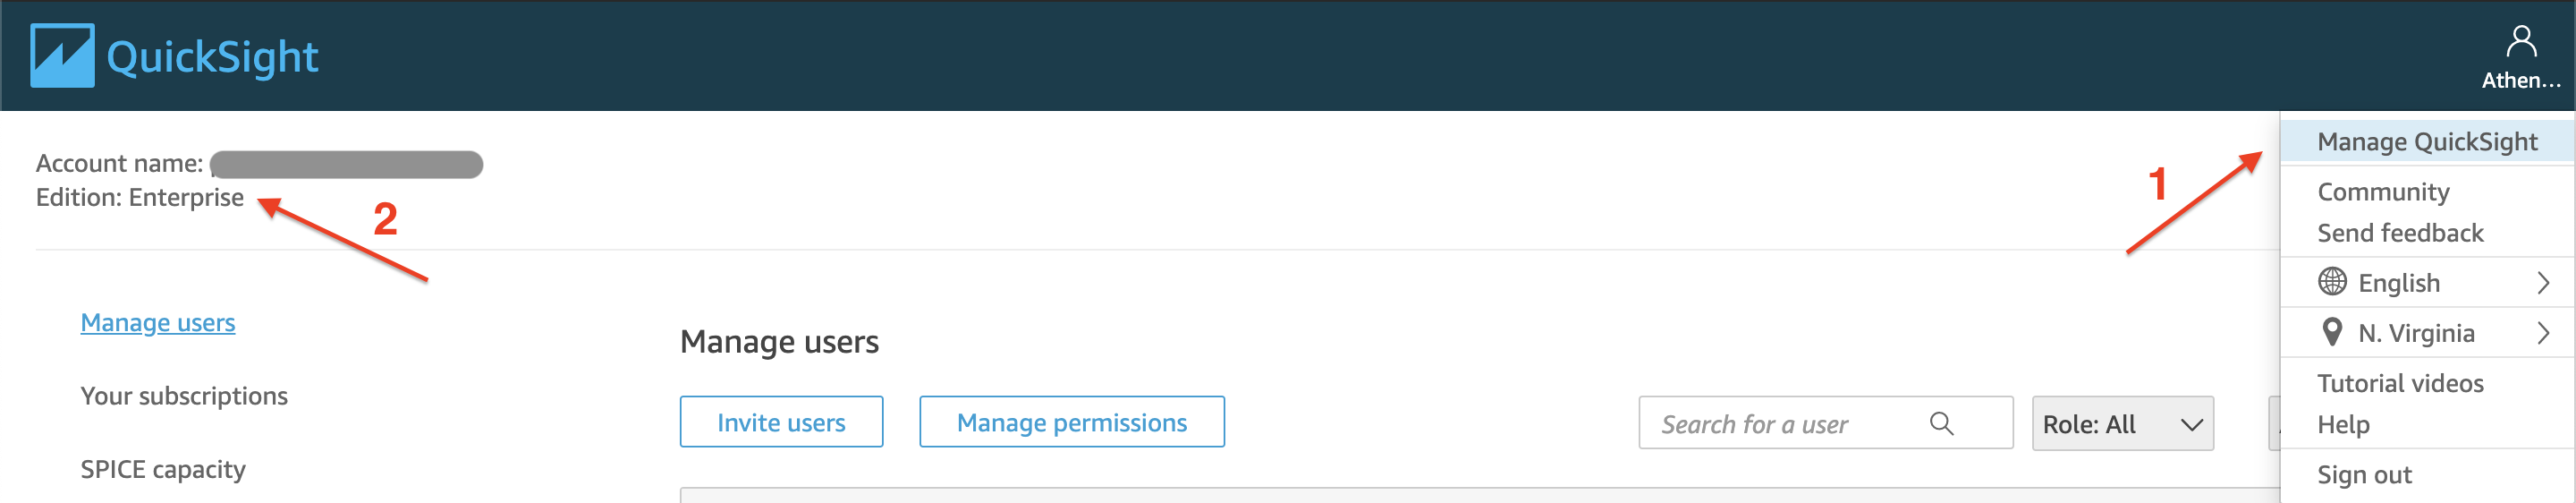 QuickSight
Athen...
Account name:
Edition: Enterprise
2
1
Manage QuickSight
Community
Send feedback
English
N. Virginia
Tutorial videos
Help
Sign out
Manage users
Your subscriptions
SPICE capacity
Manage users
Invite users
Manage permissions
Search for a user
Role: All